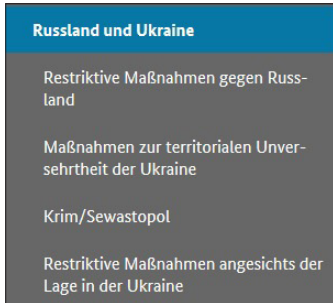 Russland und Ukraine
Restriktive Maßnahmen gegen Russ-
land
Maßnahmen zur territorialen Unver-
sehrtheit der Ukraine
Krim/Sewastopol
Restriktive Maßnahmen angesichts der
Lage in der Ukraine